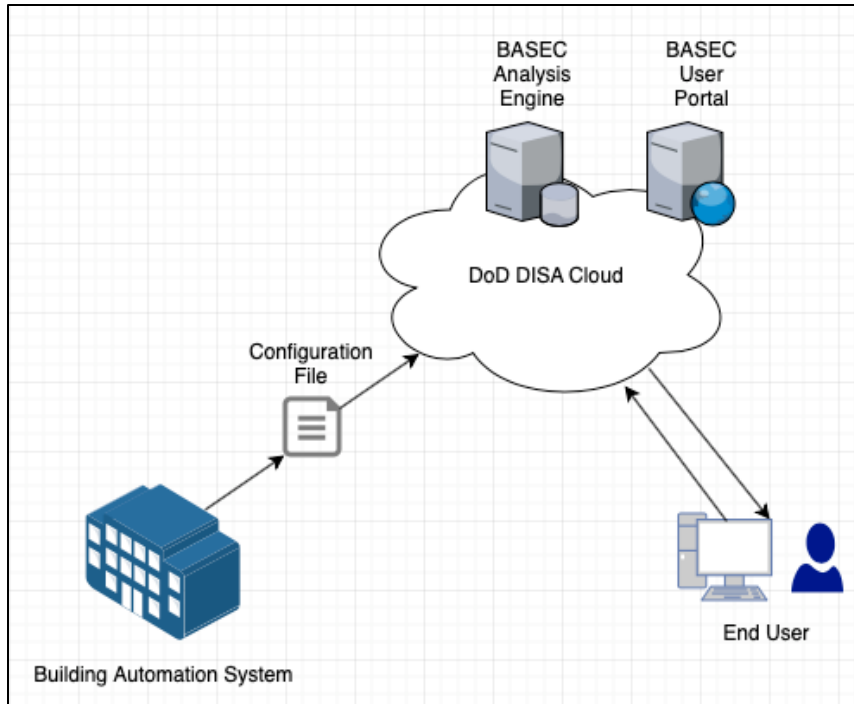 BASEC
Analysis
Engine
BASEC
User
Portal
DoD DISA Cloud
Configuration
File
End User
Building Automation System